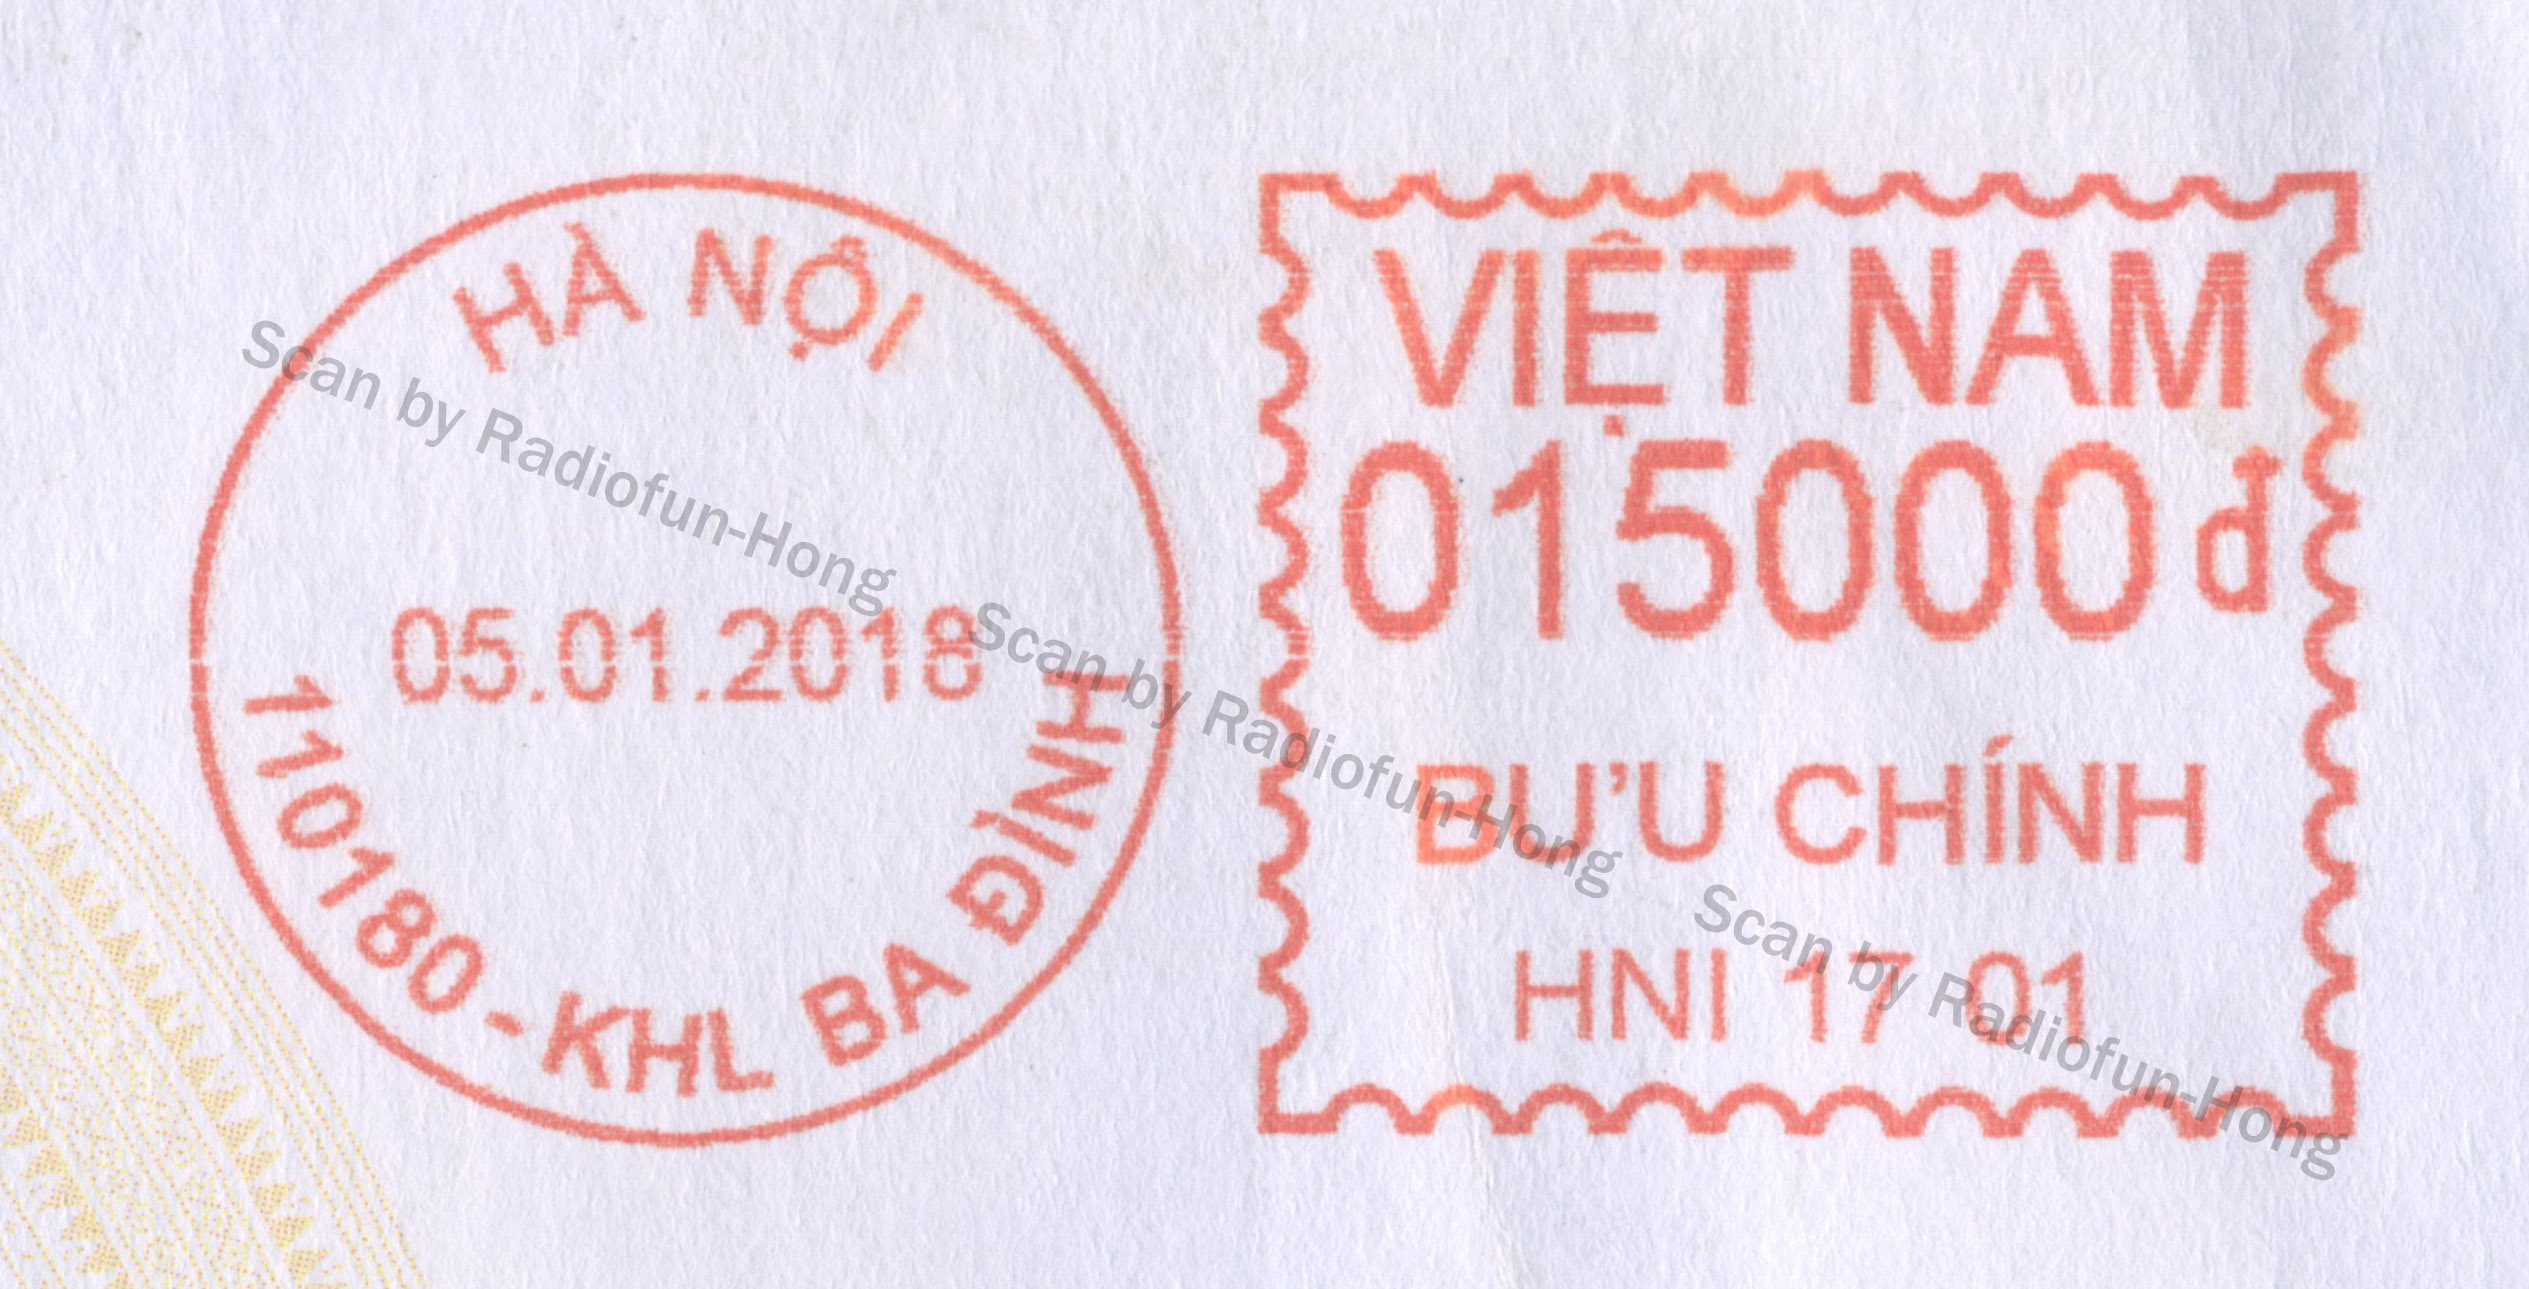 HÀ NỘI
05.01.2018
110180-KHL BA ĐÌNH
VIỆT NAM
015000 đ
BƯU CHÍNH
HNI 17 01
Scan by Radiofun-Hong Scan by Radiofun-Hong Scan by Radiofun-Hong